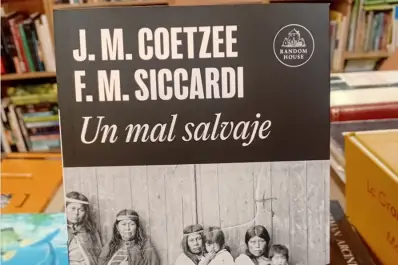 J. M. COETZEE
F. M. SICCARDI
Un mal salvaje
RANDOM
HOUSE